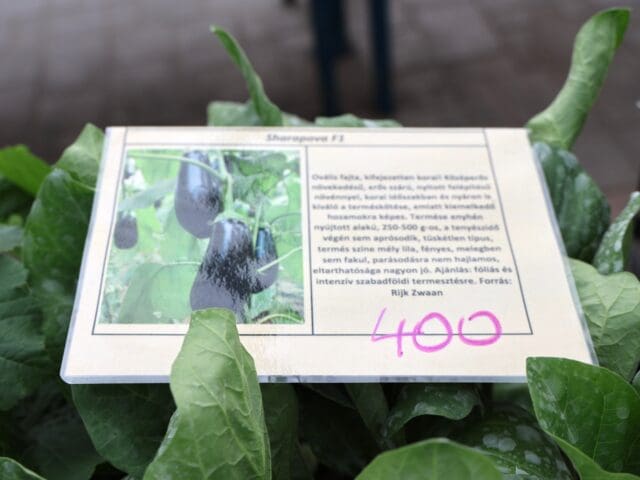 Sharapova F1
Ovális fajta, kifejezetten korai! Középerős
növekedésű, erős szárú, nyitott felépítésű
növénnyel, korai időszakban és nyáron is
kiváló a terméskötése, emiatt kiemelkedő
hozamokra képes. Termése enyhén
nyújtott alakú, 250-500 g-os, a tenyészidő
végén sem aprósodik, tüskétlen típus,
termés színe mély lila, fényes, melegben
sem fakul, párásodásra nem hajlamos,
eltarthatósága nagyon jó. Ajánlás: fóliás és
intenzív szabadföldi termesztésre. Forrás:
Rijk Zwaan
400